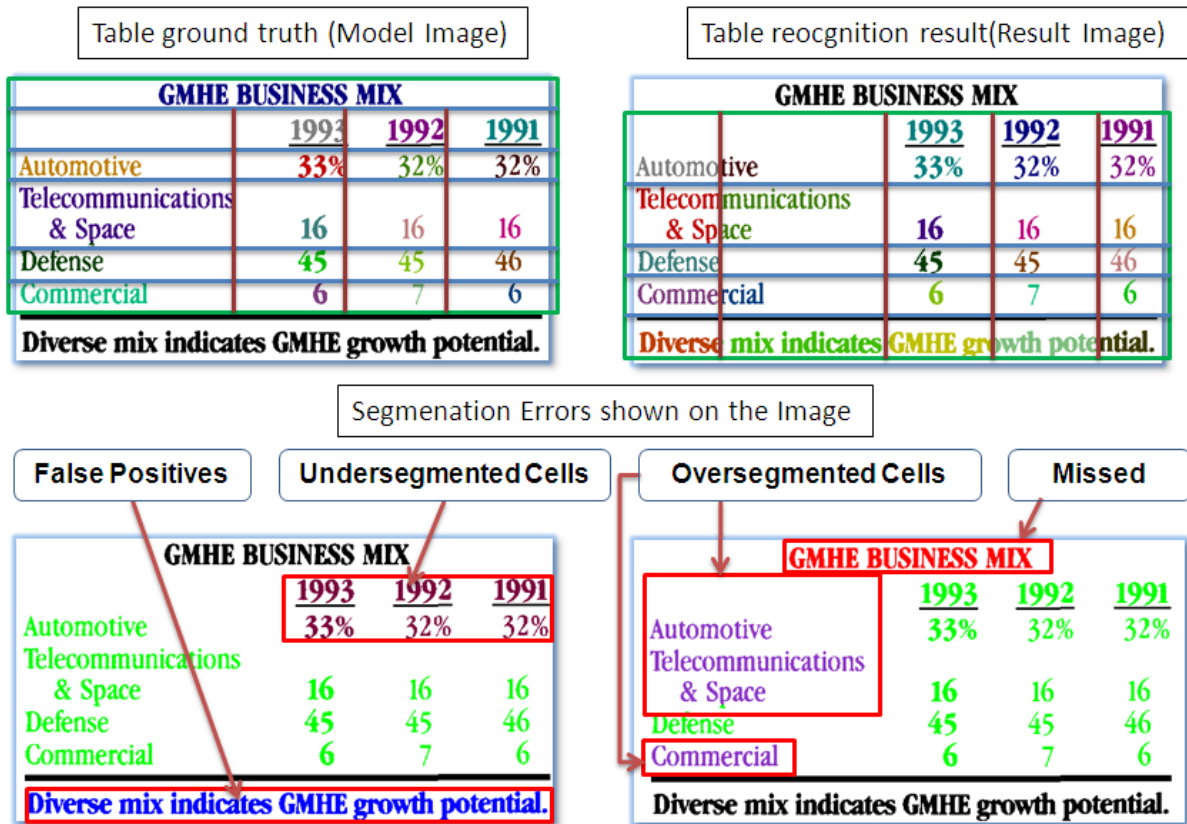 Table ground truth (Model Image)
Table reocgnition result(Result Image)
GMHE BUSINESS MIX
1993 1992 1991
Automotive 33% 32% 32%
Telecommunications
& Space 16 16 16
Defense 45 45 46
Commercial 6 7 6
Diverse mix indicates GMHE growth potential.
GMHE BUSINESS MIX
1993 1992 1991
Automotive 33% 32% 32%
Telecommunications
& Space 16 16 16
Defense 45 45 46
Commercial 6 7 6
Diverse mix indicates GMHE growth potential.
Segmenation Errors shown on the Image
False Positives
Undersegmented Cells
Oversegmented Cells
Missed
GMHE BUSINESS MIX
1993 1992 1991
Automotive 33% 32% 32%
Telecommunications
& Space 16 16 16
Defense 45 45 46
Commercial 6 7 6
Diverse mix indicates GMHE growth potential.
GMHE BUSINESS MIX
1993 1992 1991
Automotive 33% 32% 32%
Telecommunications
& Space 16 16 16
Defense 45 45 46
Commercial 6 7 6
Diverse mix indicates GMHE growth potential.